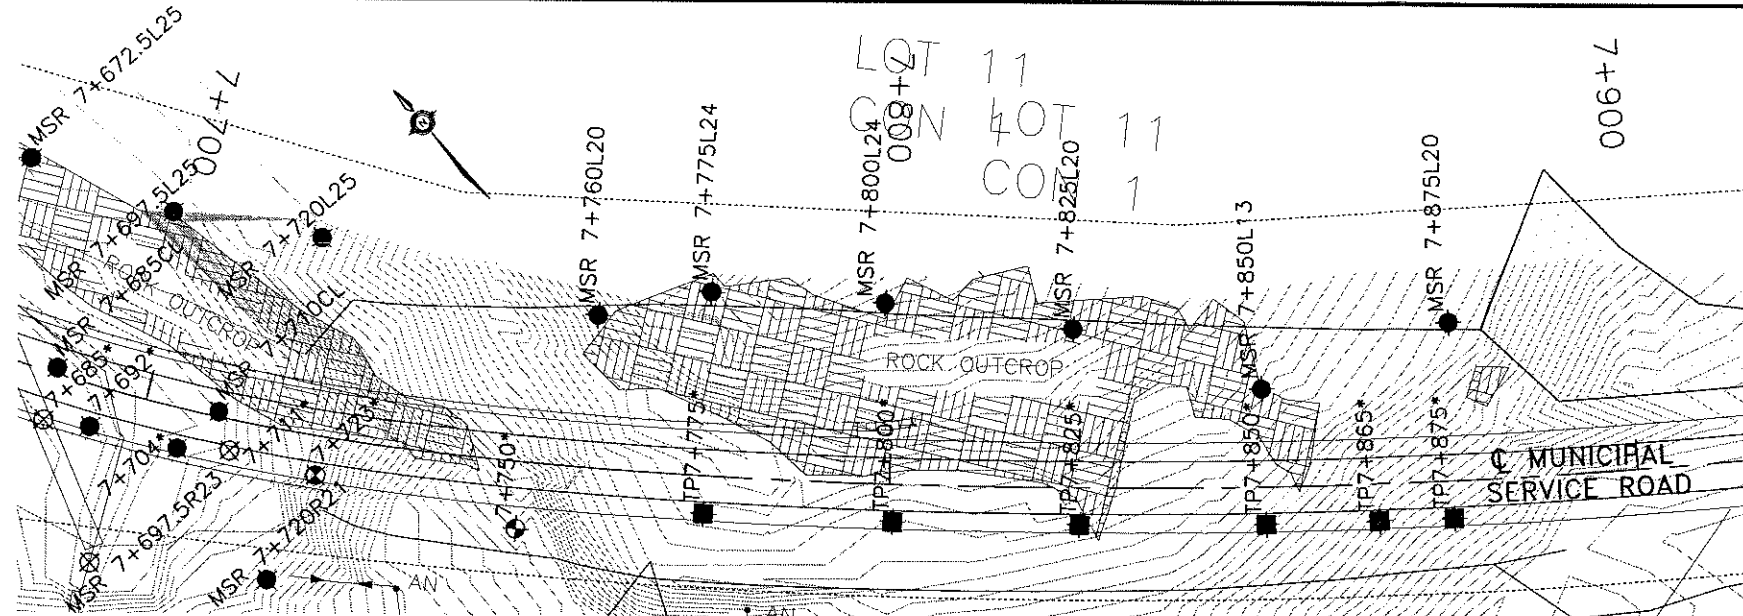 MSR 7+672.5L25
7+700
MSR 7+697.5L25
MSR 7+685CL
MSR 7+720L25
MSR 7+710CL
ROCK OUTCROP
N
MSR 7+760L20
MSR 7+775L24
MSR 7+800L24
7+800
LOT 11
CON 1
LOT 11
CON 1
MSR 7+825L20
MSR 7+850L13
MSR 7+875L20
7+900
ROCK OUTCROP
7+685*
7+692*
7+704*
7+711*
7+723*
7+750*
TP7+775*
TP7+800*
TP7+825*
TP7+850*
TP7+865*
TP7+875*
℄ MUNICIPAL
SERVICE ROAD
MSR 7+697.5R23
MSR 7+720R21
AN
AN